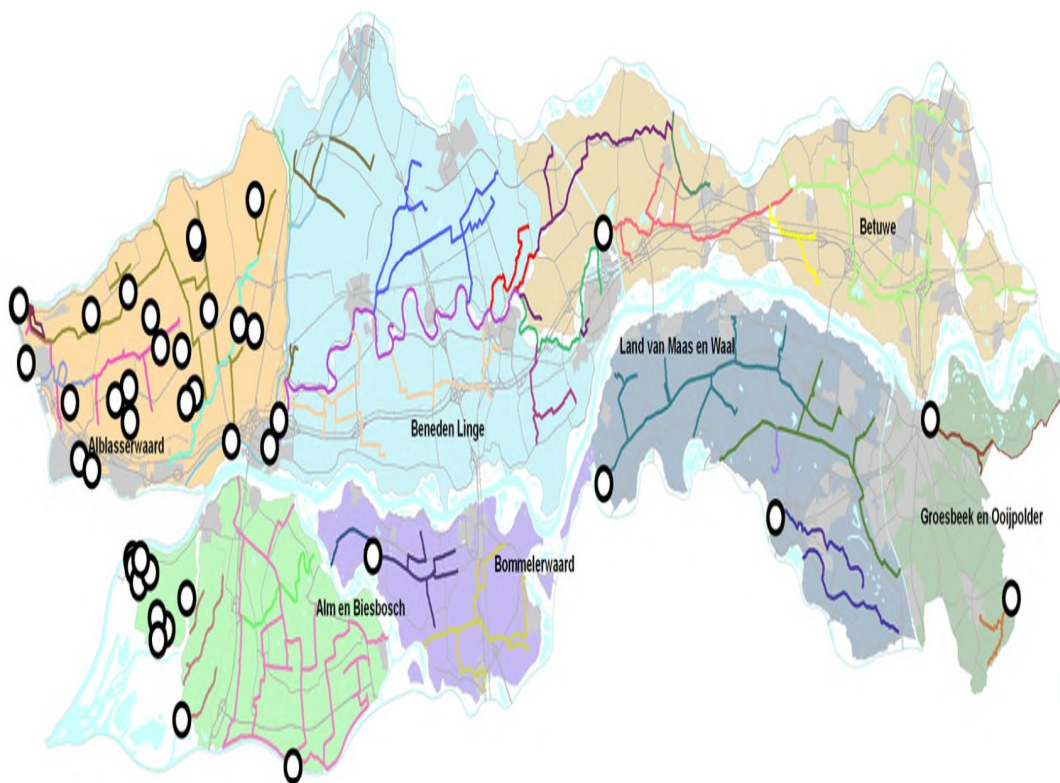 Betuwe
Land van Maas en Waal
Beneden Linge
Alblasserwaard
Groesbeek en Ooijpolder
Bommelerwaard
Alm en Biesbosch